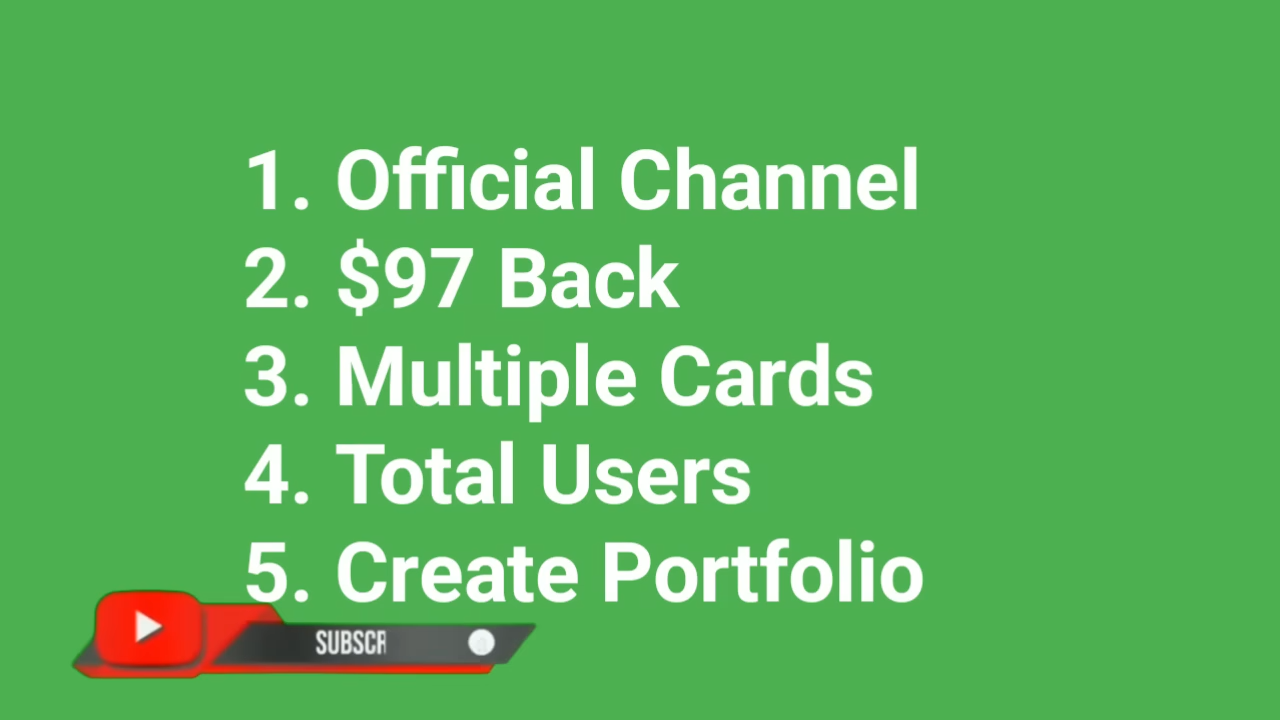 1. Official Channel
2. $97 Back
3. Multiple Cards
4. Total Users
5. Create Portfolio
SUBSCR